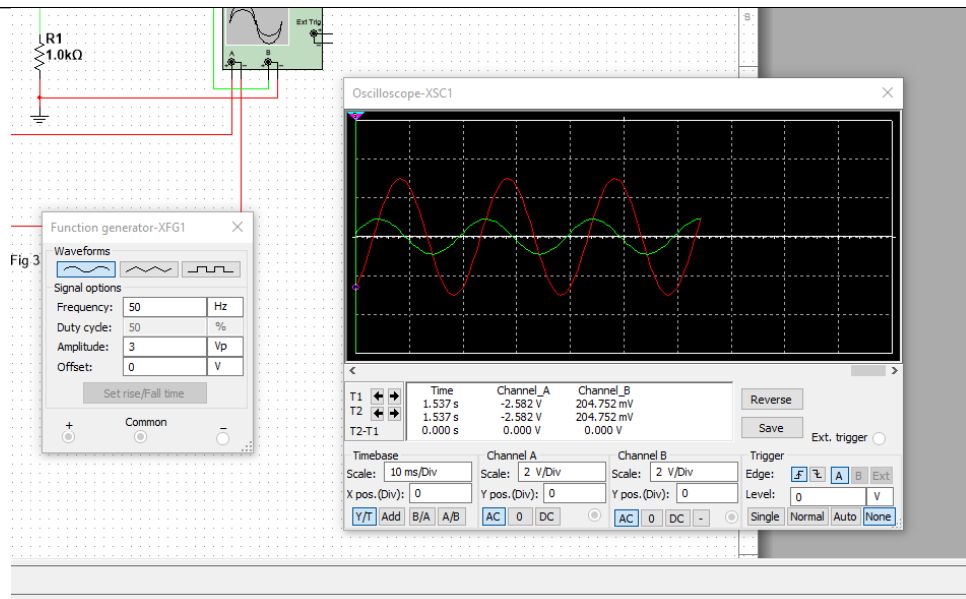 B
R1
1.0kΩ
Ext Trig
A
B
Oscilloscope-XSC1
Function generator-XFG1
Waveforms
Fig 3
Signal options
Frequency: 50 Hz
Duty cycle: 50 %
Amplitude: 3 Vp
Offset: 0 V
Set rise/Fall time
+ Common −
Time Channel_A Channel_B
T1 1.537 s -2.582 V 204.752 mV
T2 1.537 s -2.582 V 204.752 mV
T2-T1 0.000 s 0.000 V 0.000 V
Reverse
Save
Ext. trigger
Timebase
Scale: 10 ms/Div
X pos.(Div): 0
Y/T Add B/A A/B
Channel A
Scale: 2 V/Div
Y pos.(Div): 0
AC 0 DC
Channel B
Scale: 2 V/Div
Y pos.(Div): 0
AC 0 DC -
Trigger
Edge: A B Ext
Level: 0 V
Single Normal Auto None